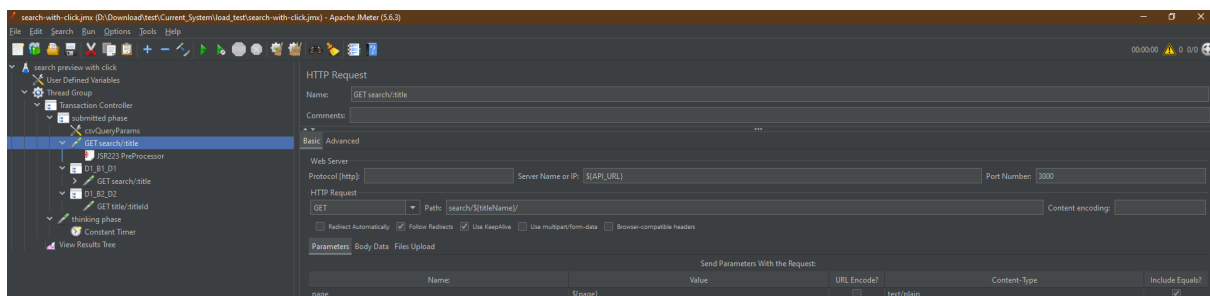 search-with-click.jmx (D:\Download\test\Current_System\load_test\search-with-click.jmx) - Apache JMeter (5.6.3)
File Edit Search Run Options Tools Help
00:00:00 0 0/0
search preview with click
User Defined Variables
Thread Group
Transaction Controller
submitted phase
csvQueryParams
GET search/:title
JSR223 PreProcessor
D1_B1_D1
GET search/:title
D1_B2_D2
GET title/:titleId
thinking phase
Constant Timer
View Results Tree
HTTP Request
Name: GET search/:title
Comments:
Basic Advanced
Web Server
Protocol [http]: Server Name or IP: ${API_URL} Port Number: 3000
HTTP Request
GET Path: search/${titleName}/ Content encoding:
Redirect Automatically Follow Redirects Use KeepAlive Use multipart/form-data Browser-compatible headers
Parameters Body Data Files Upload
Send Parameters With the Request:
Name: Value URL Encode? Content-Type Include Equals?
page ${page} text/plain